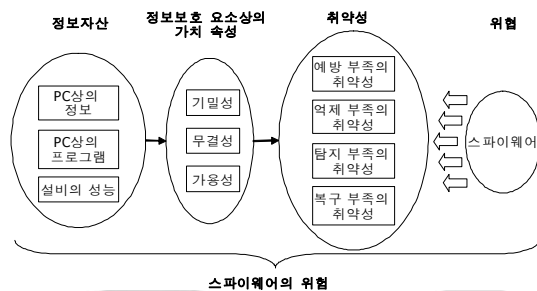 정보자산
정보보호 요소상의
가치 속성
취약성
위협
PC상의
정보
PC상의
프로그램
설비의 성능
기밀성
무결성
가용성
예방 부족의
취약성
억제 부족의
취약성
탐지 부족의
취약성
복구 부족의
취약성
스파이웨어
스파이웨어의 위험